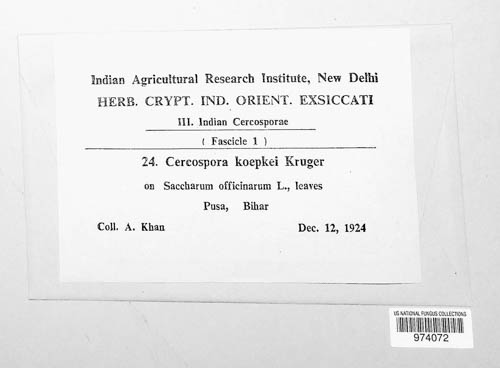 Indian Agricultural Research Institute, New Delhi
HERB. CRYPT. IND. ORIENT. EXSICCATI
III. Indian Cercosporae
( Fascicle 1 )
24. Cercospora koepkei Kruger
on Saccharum officinarum L., leaves
Pusa, Bihar
Coll. A. Khan Dec. 12, 1924
US NATIONAL FUNGUS COLLECTIONS
974072